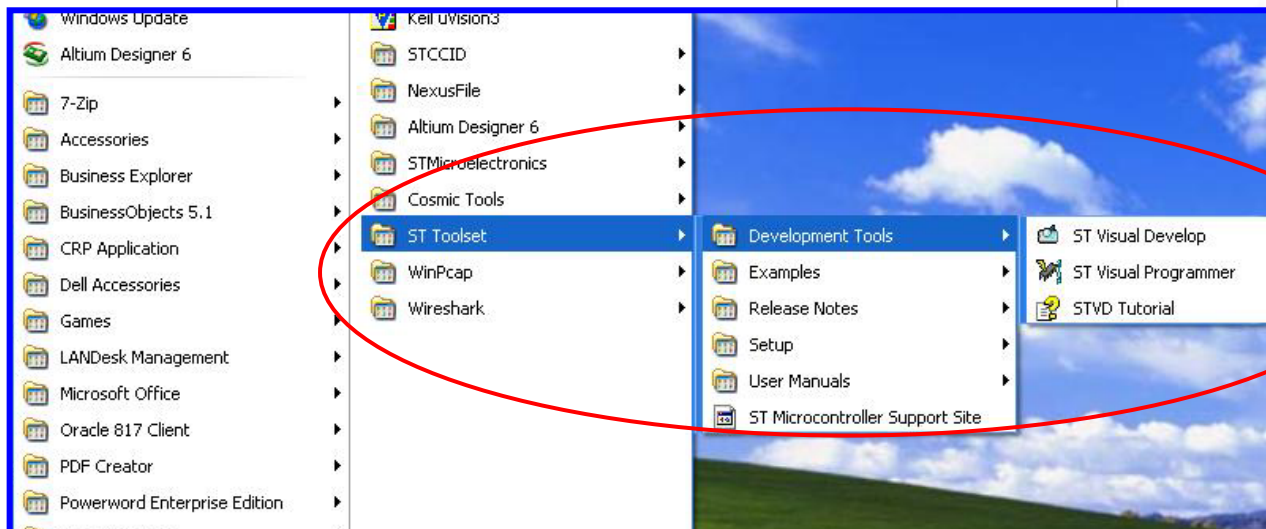 Windows Update
Altium Designer 6
7-Zip
Accessories
Business Explorer
BusinessObjects 5.1
CRP Application
Dell Accessories
Games
LANDesk Management
Microsoft Office
Oracle 817 Client
PDF Creator
Powerword Enterprise Edition
Keil uVision3
STCCID
NexusFile
Altium Designer 6
STMicroelectronics
Cosmic Tools
ST Toolset
WinPcap
Wireshark
Development Tools
Examples
Release Notes
Setup
User Manuals
ST Microcontroller Support Site
ST Visual Develop
ST Visual Programmer
STVD Tutorial